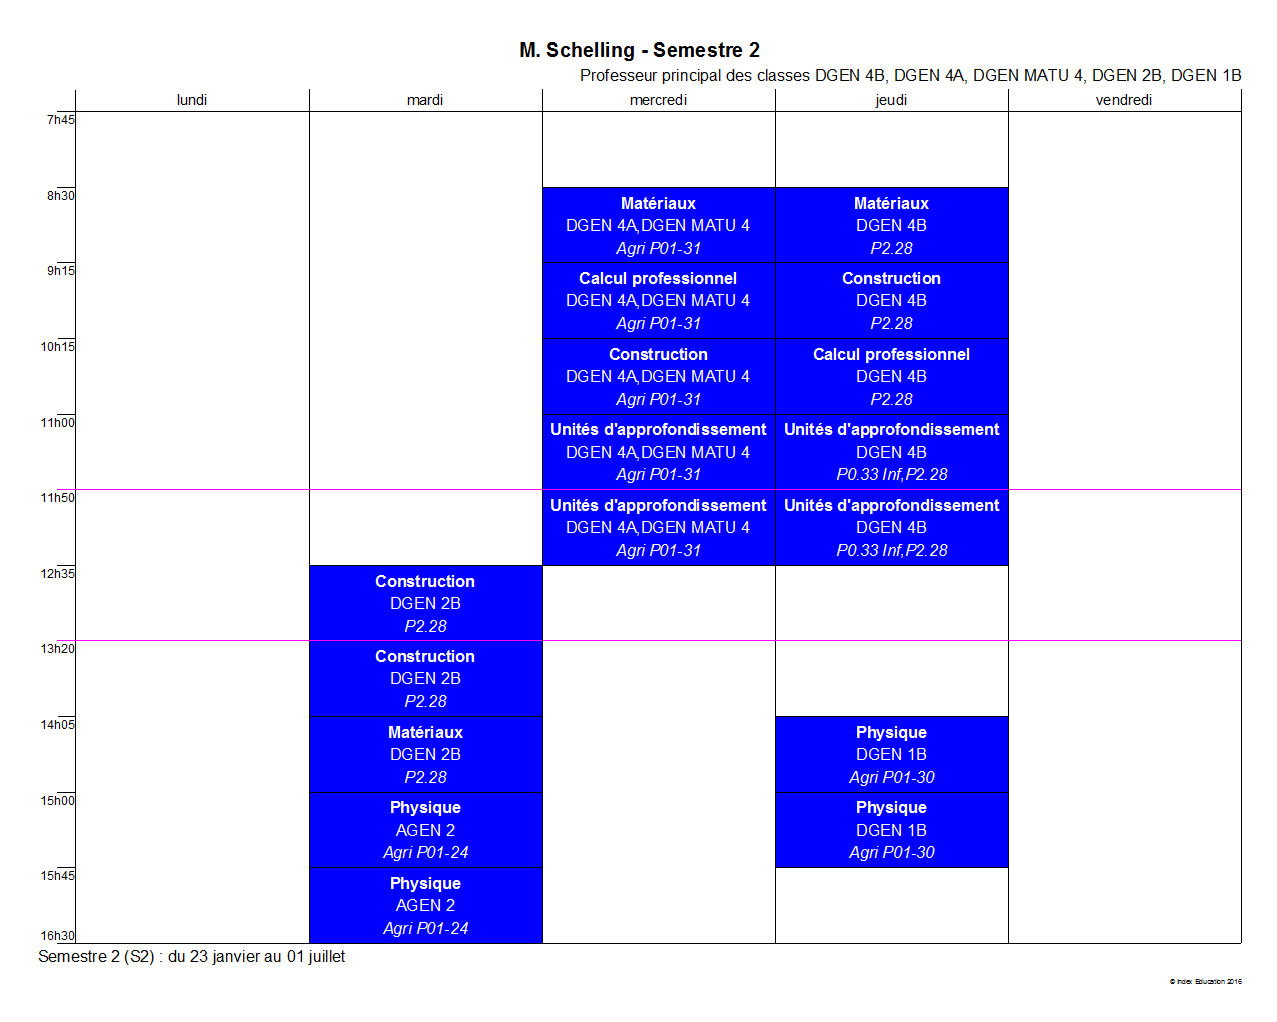 M. Schelling - Semestre 2
Professeur principal des classes DGEN 4B, DGEN 4A, DGEN MATU 4, DGEN 2B, DGEN 1B
lundi mardi mercredi jeudi vendredi
7h45
8h30
Matériaux Matériaux
DGEN 4A,DGEN MATU 4 DGEN 4B
Agri P01-31 P2.28
9h15
Calcul professionnel Construction
DGEN 4A,DGEN MATU 4 DGEN 4B
Agri P01-31 P2.28
10h15
Construction Calcul professionnel
DGEN 4A,DGEN MATU 4 DGEN 4B
Agri P01-31 P2.28
11h00
Unités d'approfondissement Unités d'approfondissement
DGEN 4A,DGEN MATU 4 DGEN 4B
Agri P01-31 P0.33 Inf,P2.28
11h50
Unités d'approfondissement Unités d'approfondissement
DGEN 4A,DGEN MATU 4 DGEN 4B
Agri P01-31 P0.33 Inf,P2.28
12h35
Construction
DGEN 2B
P2.28
13h20
Construction
DGEN 2B
P2.28
14h05
Matériaux Physique
DGEN 2B DGEN 1B
P2.28 Agri P01-30
15h00
Physique Physique
AGEN 2 DGEN 1B
Agri P01-24 Agri P01-30
15h45
Physique
AGEN 2
Agri P01-24
16h30
Semestre 2 (S2) : du 23 janvier au 01 juillet
© Index Education 2016